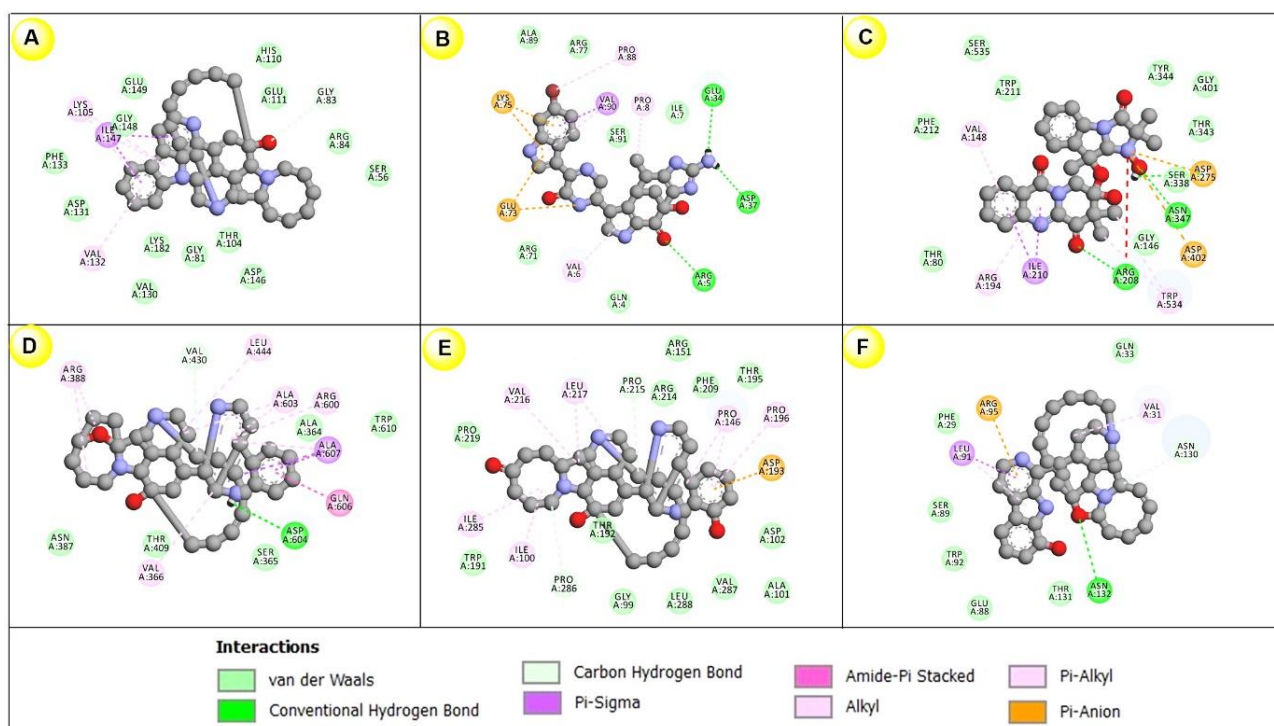 A
HIS
A:110
GLU
A:149
GLU
A:111
GLY
A:83
LYS
A:105
GLY
A:148
ILE
A:147
ARG
A:84
PHE
A:133
SER
A:56
ASP
A:131
LYS
A:182
THR
A:104
GLY
A:81
VAL
A:132
ASP
A:146
VAL
A:130
B
ALA
A:89
ARG
A:77
PRO
A:88
LYS
A:75
VAL
A:90
PRO
A:8
ILE
A:7
GLU
A:34
SER
A:91
ASP
A:37
GLU
A:73
ARG
A:71
VAL
A:6
ARG
A:5
GLN
A:4
C
SER
A:535
TRP
A:211
TYR
A:344
GLY
A:401
PHE
A:212
VAL
A:148
THR
A:343
SER
A:338
ASP
A:275
ASN
A:347
GLY
A:146
ASP
A:402
THR
A:80
ARG
A:194
ILE
A:210
ARG
A:208
TRP
A:534
D
VAL
A:430
LEU
A:444
ARG
A:388
ALA
A:603
ARG
A:600
ALA
A:364
TRP
A:610
ALA
A:607
GLN
A:606
ASP
A:604
ASN
A:387
THR
A:409
SER
A:365
VAL
A:366
E
ARG
A:151
VAL
A:216
LEU
A:217
PRO
A:215
ARG
A:214
PHE
A:209
THR
A:195
PRO
A:146
PRO
A:196
PRO
A:219
ASP
A:193
ILE
A:285
THR
A:192
ASP
A:102
TRP
A:191
ILE
A:100
PRO
A:286
GLY
A:99
LEU
A:288
VAL
A:287
ALA
A:101
F
GLN
A:33
ARG
A:95
PHE
A:29
VAL
A:31
LEU
A:91
ASN
A:130
SER
A:89
TRP
A:92
THR
A:131
ASN
A:132
GLU
A:88
Interactions
van der Waals
Conventional Hydrogen Bond
Carbon Hydrogen Bond
Pi-Sigma
Amide-Pi Stacked
Alkyl
Pi-Alkyl
Pi-Anion